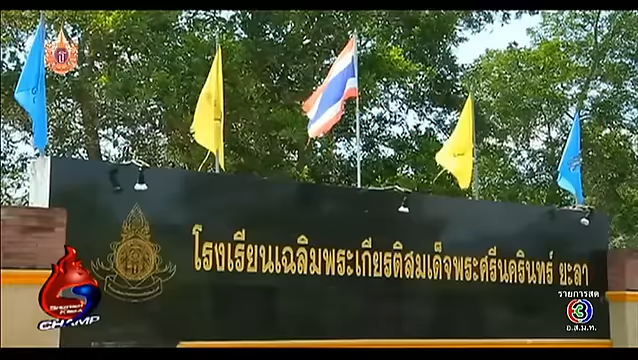 โรงเรียนเฉลิมพระเกียรติสมเด็จพระศรีนครินทร์ ยะลา
CHAMP
รายการสด
3
อ.ส.ม.ท.